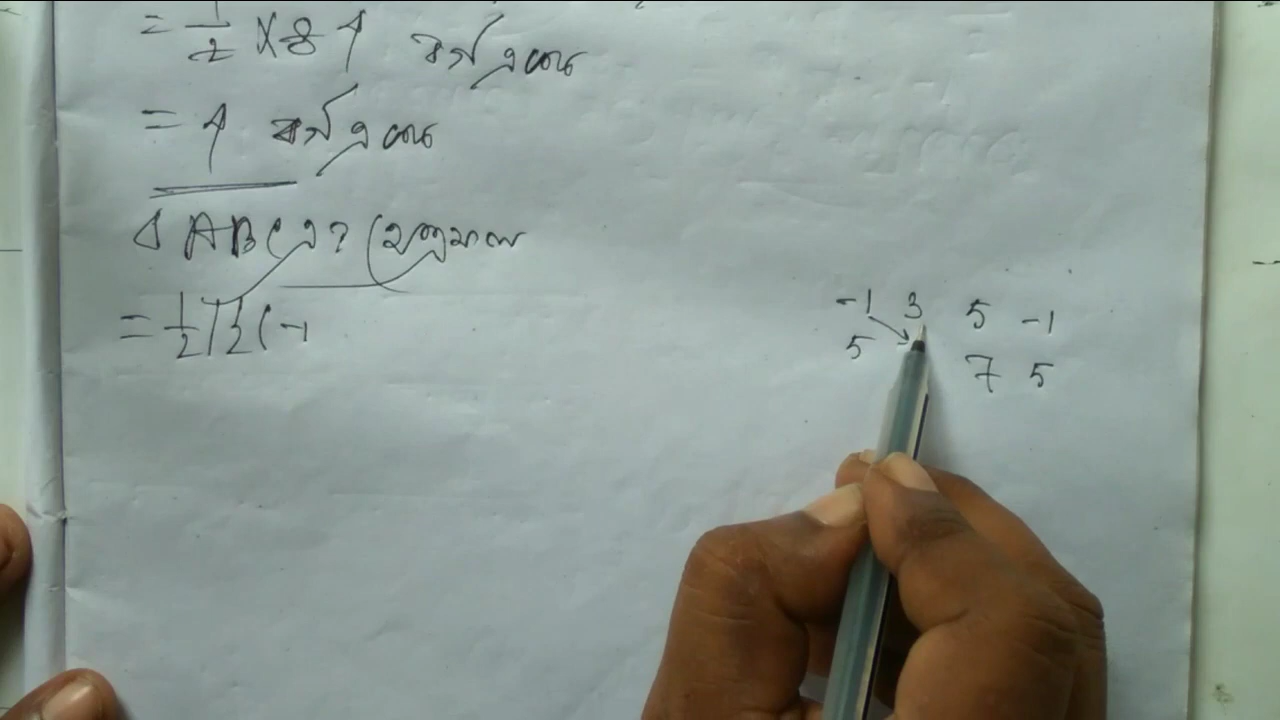 = 1/2 × 8 p বর্গ একক
= p বর্গ একক
Δ ABC এর ক্ষেত্রফল
= 1/2 | 1/2 ( -1
-1 3 5 -1
5 7 5